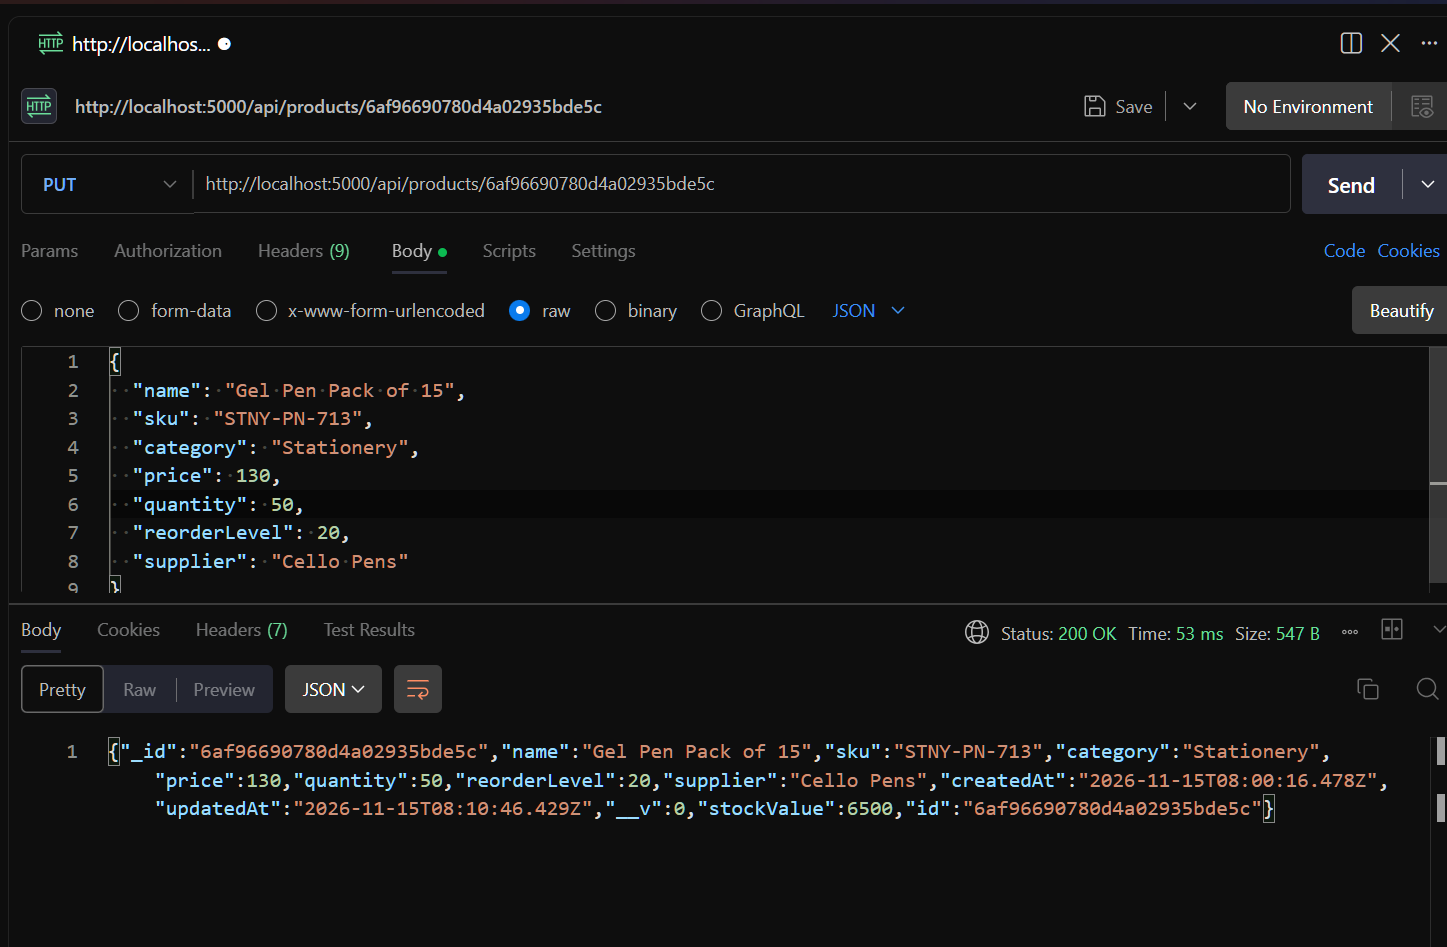 HTTP http://localhos...
HTTP http://localhost:5000/api/products/6af96690780d4a02935bde5c Save No Environment
PUT http://localhost:5000/api/products/6af96690780d4a02935bde5c Send
Params Authorization Headers (9) Body Scripts Settings Code Cookies
none form-data x-www-form-urlencoded raw binary GraphQL JSON Beautify
1 {
2 "name": "Gel Pen Pack of 15",
3 "sku": "STNY-PN-713",
4 "category": "Stationery",
5 "price": 130,
6 "quantity": 50,
7 "reorderLevel": 20,
8 "supplier": "Cello Pens"
9 }
Body Cookies Headers (7) Test Results Status: 200 OK Time: 53 ms Size: 547 B
Pretty Raw Preview JSON
1 {"_id":"6af96690780d4a02935bde5c","name":"Gel Pen Pack of 15","sku":"STNY-PN-713","category":"Stationery",
"price":130,"quantity":50,"reorderLevel":20,"supplier":"Cello Pens","createdAt":"2026-11-15T08:00:16.478Z",
"updatedAt":"2026-11-15T08:10:46.429Z","__v":0,"stockValue":6500,"id":"6af96690780d4a02935bde5c"}